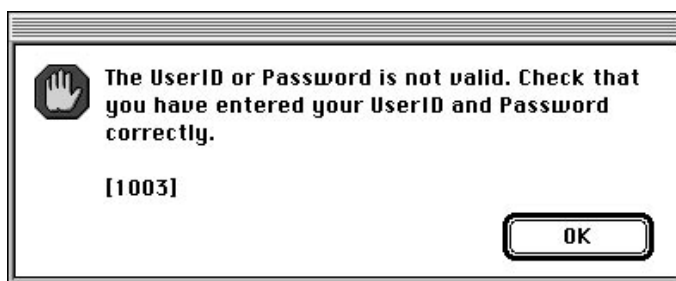 The UserID or Password is not valid. Check that
you have entered your UserID and Password
correctly.
[1003]
OK